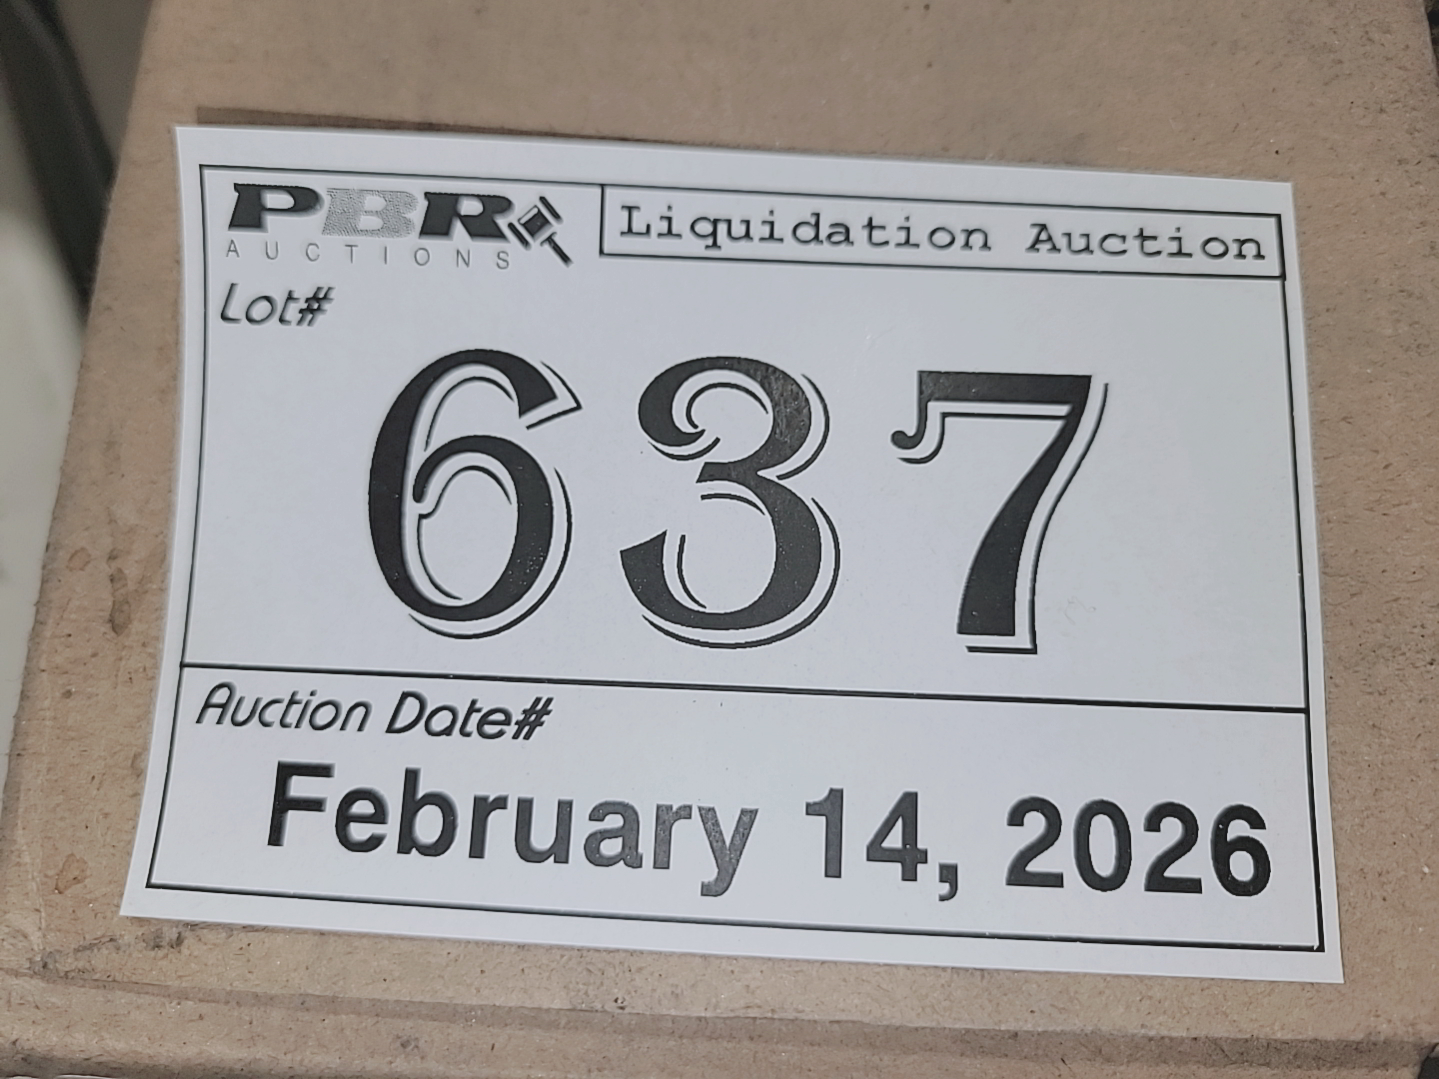 PBR
AUCTIONS
Liquidation Auction
Lot#
637
Auction Date#
February 14, 2026